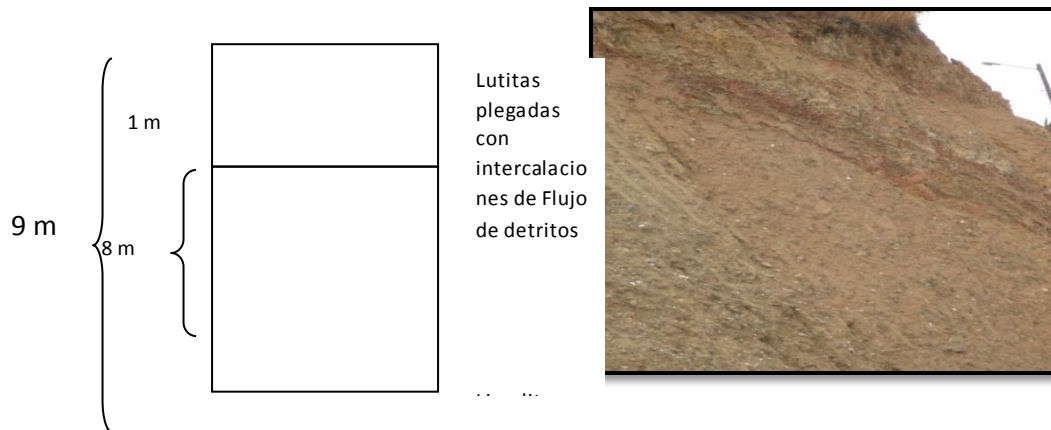 1 m
9 m
8 m
Lutitas
plegadas
con
intercalacio
nes de Flujo
de detritos